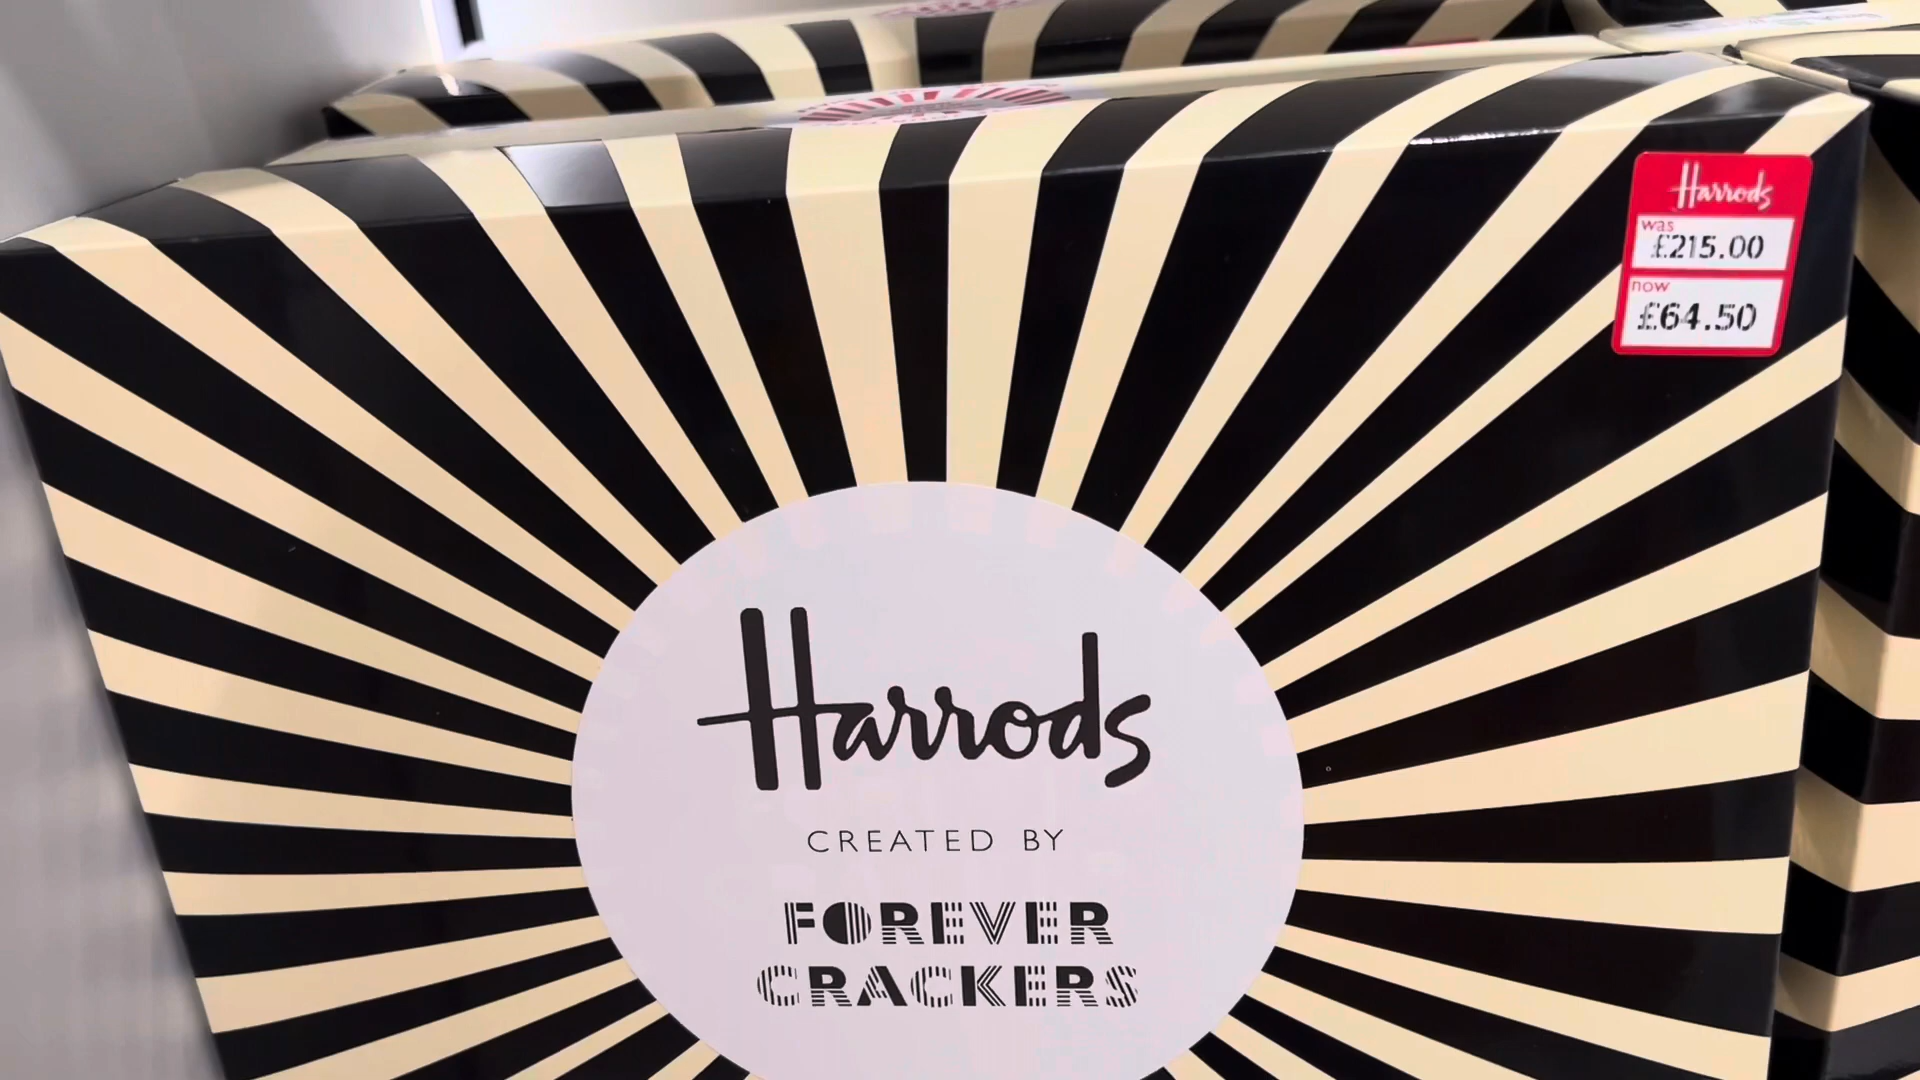 Harrods
was
£215.00
now
£64.50
Harrods
CREATED BY
FOREVER
CRACKERS